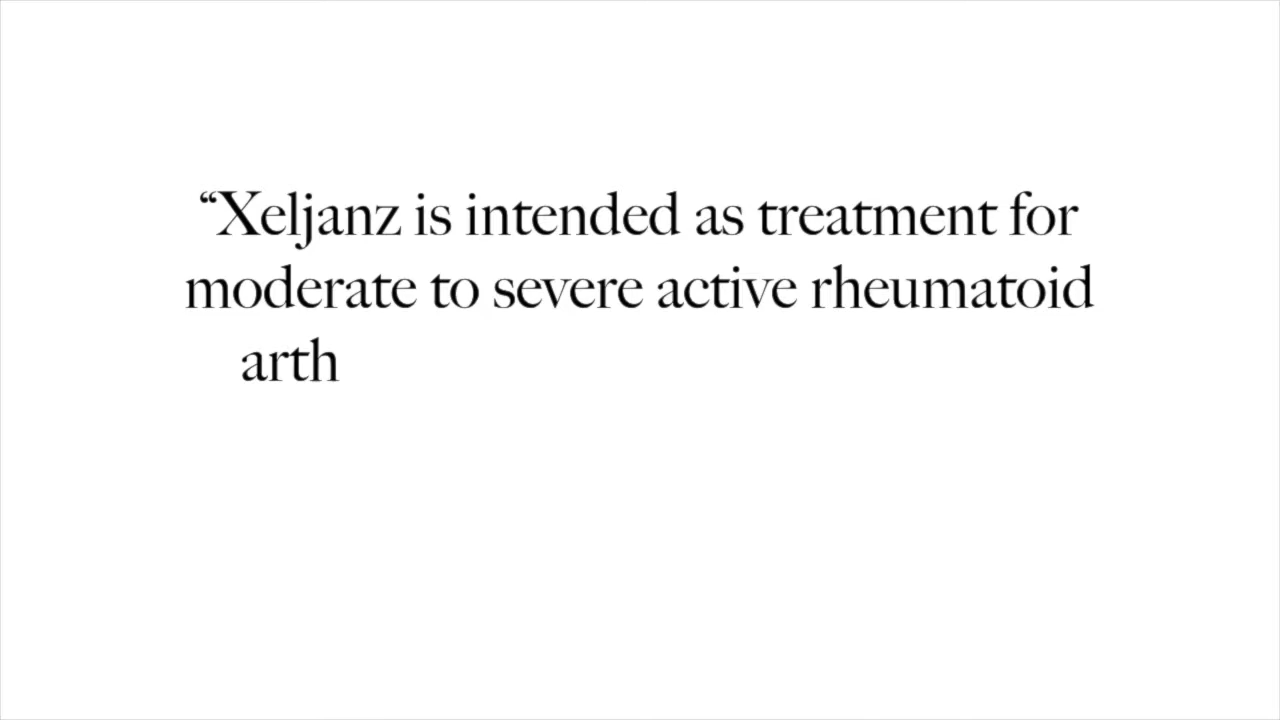 “Xeljanz is intended as treatment for
moderate to severe active rheumatoid
arth